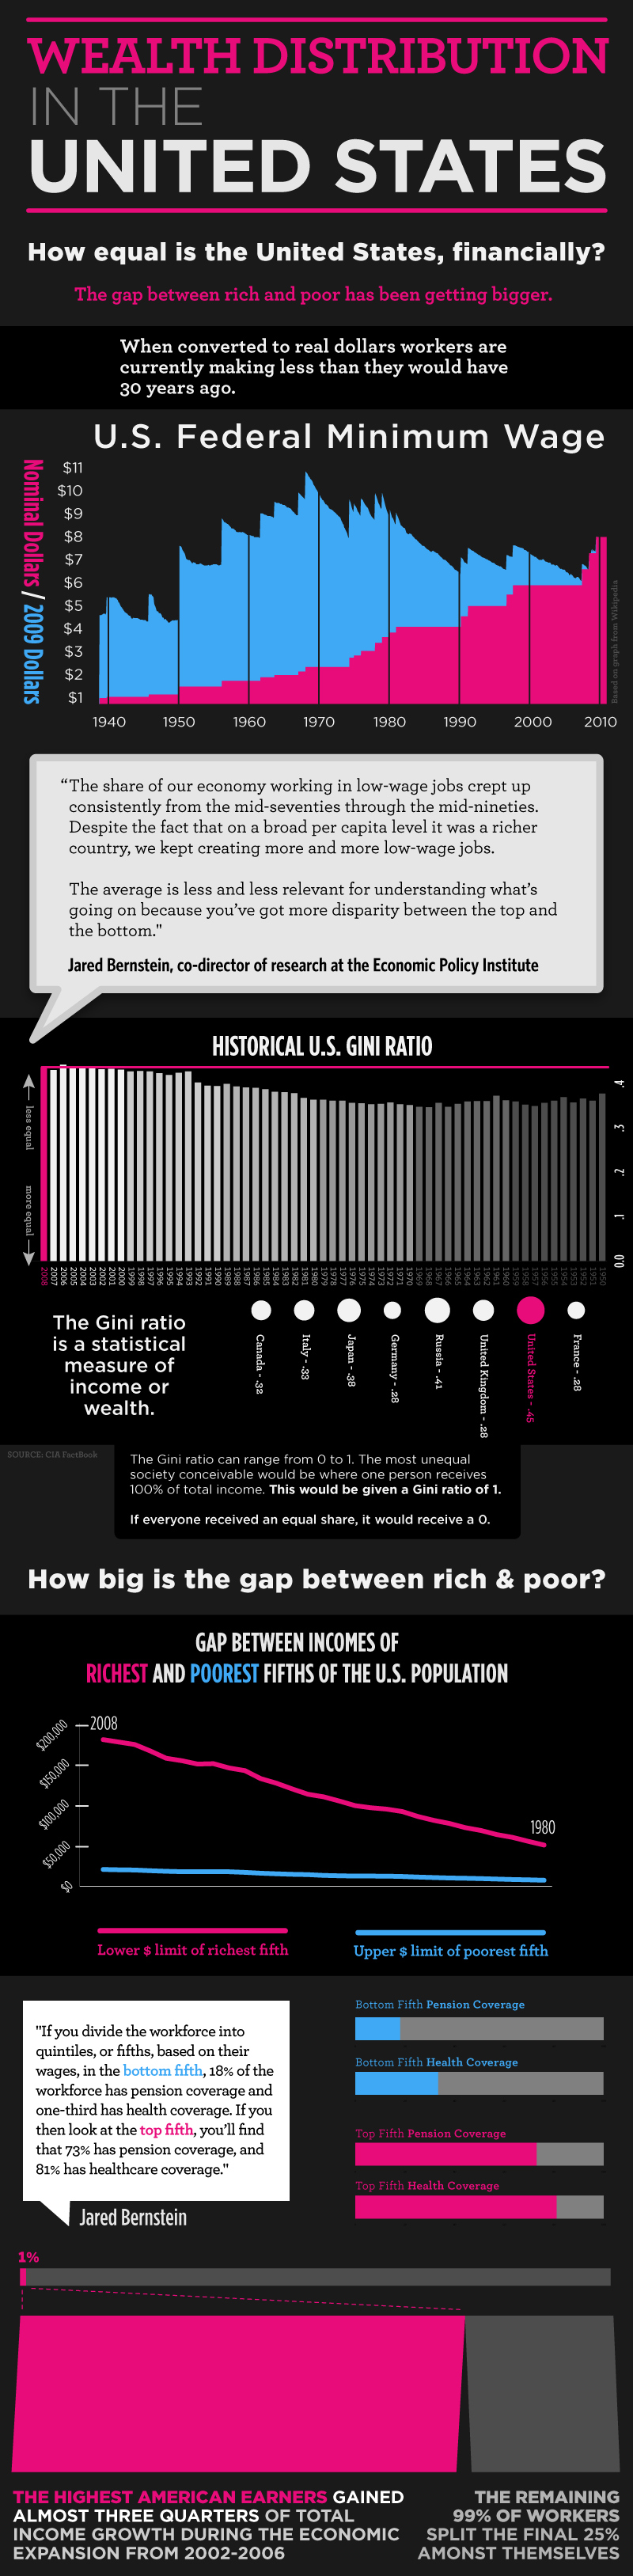 WEALTH DISTRIBUTION
IN THE
UNITED STATES
How equal is the United States, financially?
The gap between rich and poor has been getting bigger.
When converted to real dollars workers are
currently making less than they would have
30 years ago.
U.S. Federal Minimum Wage
Nominal Dollars / 2009 Dollars
$11
$10
$9
$8
$7
$6
$5
$4
$3
$2
$1
1940 1950 1960 1970 1980 1990 2000 2010
Based on graph from Wikipedia
“The share of our economy working in low-wage jobs crept up
consistently from the mid-seventies through the mid-nineties.
Despite the fact that on a broad per capita level it was a richer
country, we kept creating more and more low-wage jobs.
The average is less and less relevant for understanding what’s
going on because you’ve got more disparity between the top and
the bottom."
Jared Bernstein, co-director of research at the Economic Policy Institute
HISTORICAL U.S. GINI RATIO
less equal
more equal
.4
.3
.2
.1
0.0
2008 2007 2006 2005 2004 2003 2002 2001 2000 1999 1998 1997 1996 1995 1994 1993 1992 1991 1990 1989 1988 1987 1986 1985 1984 1983 1982 1981 1980 1979 1978 1977 1976 1975 1974 1973 1972 1971 1970 1969 1968 1967 1966 1965 1964 1963 1962 1961 1960 1959 1958 1957 1956 1955 1954 1953 1952 1951 1950
The Gini ratio
is a statistical
measure of
income or
wealth.
Canada - .32
Italy - .33
Japan - .38
Germany - .28
Russia - .41
United Kingdom - .28
United States - .45
France - .28
SOURCE: CIA FactBook
The Gini ratio can range from 0 to 1. The most unequal
society conceivable would be where one person receives
100% of total income. This would be given a Gini ratio of 1.
If everyone received an equal share, it would receive a 0.
How big is the gap between rich & poor?
GAP BETWEEN INCOMES OF
RICHEST AND POOREST FIFTHS OF THE U.S. POPULATION
$200,000
$150,000
$100,000
$50,000
$0
2008
1980
Lower $ limit of richest fifth
Upper $ limit of poorest fifth
"If you divide the workforce into
quintiles, or fifths, based on their
wages, in the bottom fifth, 18% of the
workforce has pension coverage and
one-third has health coverage. If you
then look at the top fifth, you’ll find
that 73% has pension coverage, and
81% has healthcare coverage."
Jared Bernstein
Bottom Fifth Pension Coverage
Bottom Fifth Health Coverage
Top Fifth Pension Coverage
Top Fifth Health Coverage
1%
THE HIGHEST AMERICAN EARNERS GAINED
ALMOST THREE QUARTERS OF TOTAL
INCOME GROWTH DURING THE ECONOMIC
EXPANSION FROM 2002-2006
THE REMAINING
99% OF WORKERS
SPLIT THE FINAL 25%
AMONST THEMSELVES